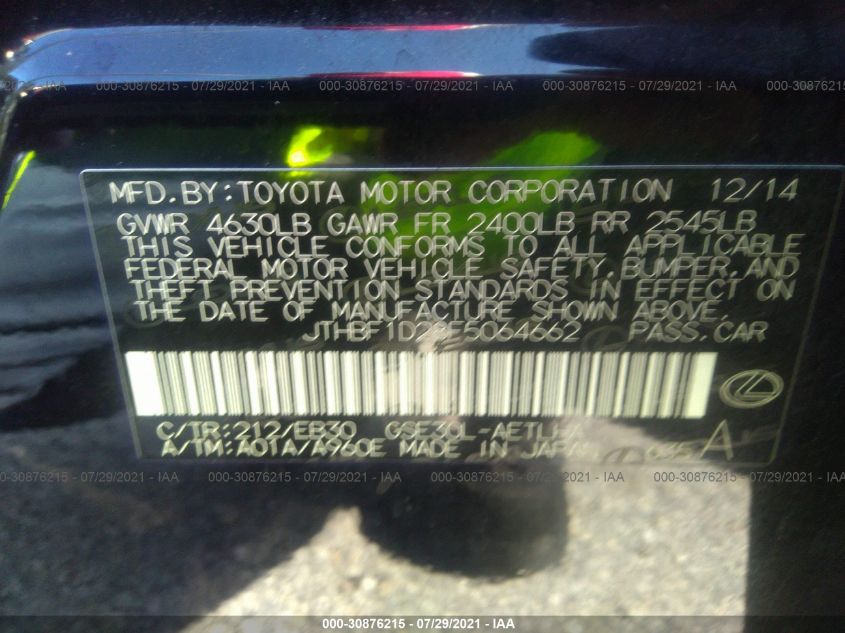 000-30876215 - 07/29/2021 - IAA 000-30876215 - 07/29/2021 - IAA 000-30876215 - 07/29/2021 - IAA
MFD.BY:TOYOTA MOTOR CORPORATION 12/14
GVWR 4630LB GAWR FR 2400LB RR 2545LB
THIS VEHICLE CONFORMS TO ALL APPLICABLE
FEDERAL MOTOR VEHICLE SAFETY,BUMPER,AND
THEFT PREVENTION STANDARDS IN EFFECT ON
THE DATE OF MANUFACTURE SHOWN ABOVE.
PASS.CAR
C/TR:212/EB30
A/TM:A01A/A960E MADE IN JAPAN A
30876215 - 07/29/2021 - IAA 000-30876215 - 07/29/2021 - IAA 000-30876215 - 07/29/2021 - IAA
000-30876215 - 07/29/2021 - IAA